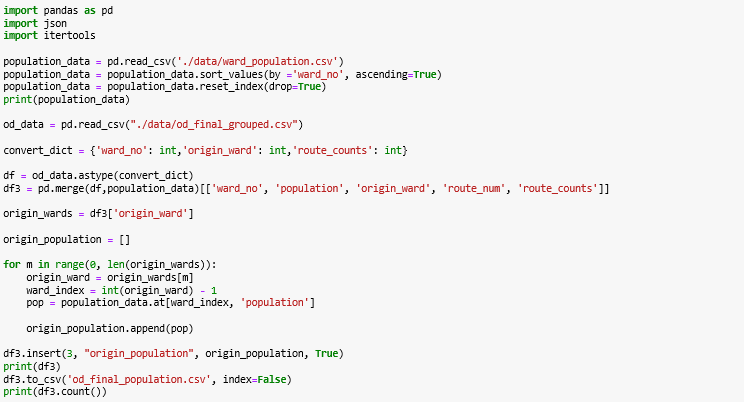 import pandas as pd
import json
import itertools

population_data = pd.read_csv('./data/ward_population.csv')
population_data = population_data.sort_values(by ='ward_no', ascending=True)
population_data = population_data.reset_index(drop=True)
print(population_data)

od_data = pd.read_csv("./data/od_final_grouped.csv")

convert_dict = {'ward_no': int,'origin_ward': int,'route_counts': int}

df = od_data.astype(convert_dict)
df3 = pd.merge(df,population_data)[['ward_no', 'population', 'origin_ward', 'route_num', 'route_counts']]

origin_wards = df3['origin_ward']

origin_population = []

for m in range(0, len(origin_wards)):
    origin_ward = origin_wards[m]
    ward_index = int(origin_ward) - 1
    pop = population_data.at[ward_index, 'population']

    origin_population.append(pop)

df3.insert(3, "origin_population", origin_population, True)
print(df3)
df3.to_csv('od_final_population.csv', index=False)
print(df3.count())